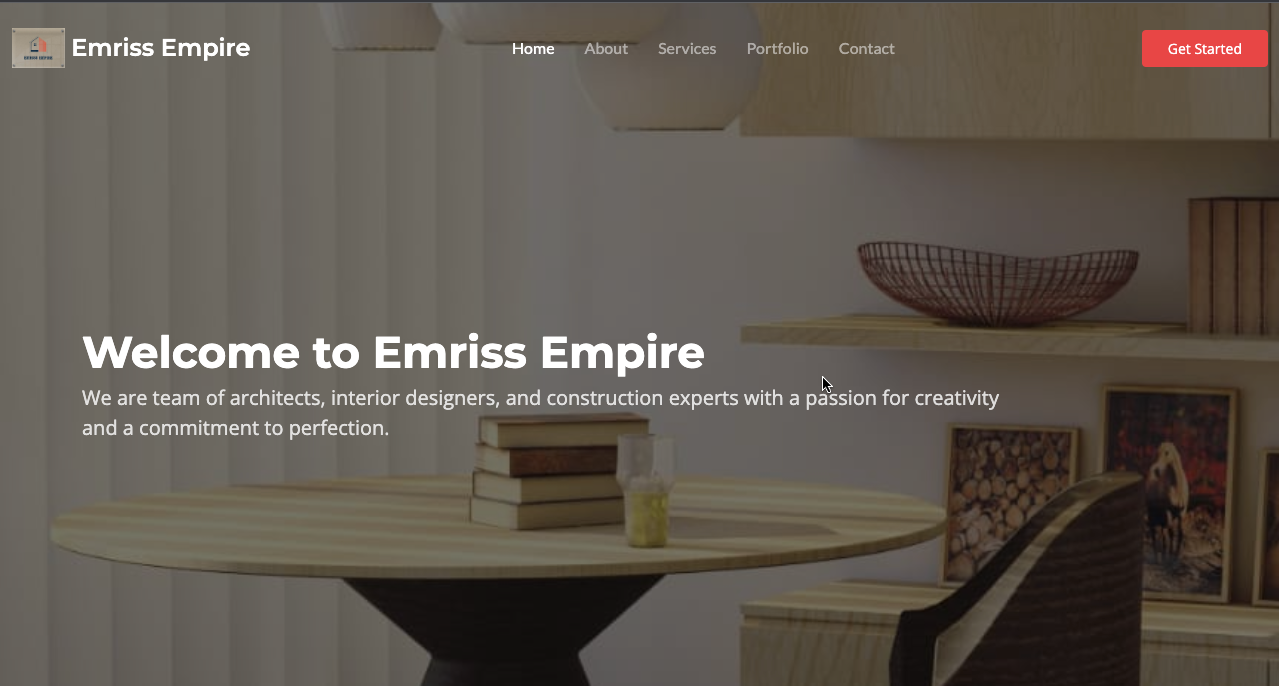 Emriss Empire
Home
About
Services
Portfolio
Contact
Get Started
Welcome to Emriss Empire
We are team of architects, interior designers, and construction experts with a passion for creativity
and a commitment to perfection.